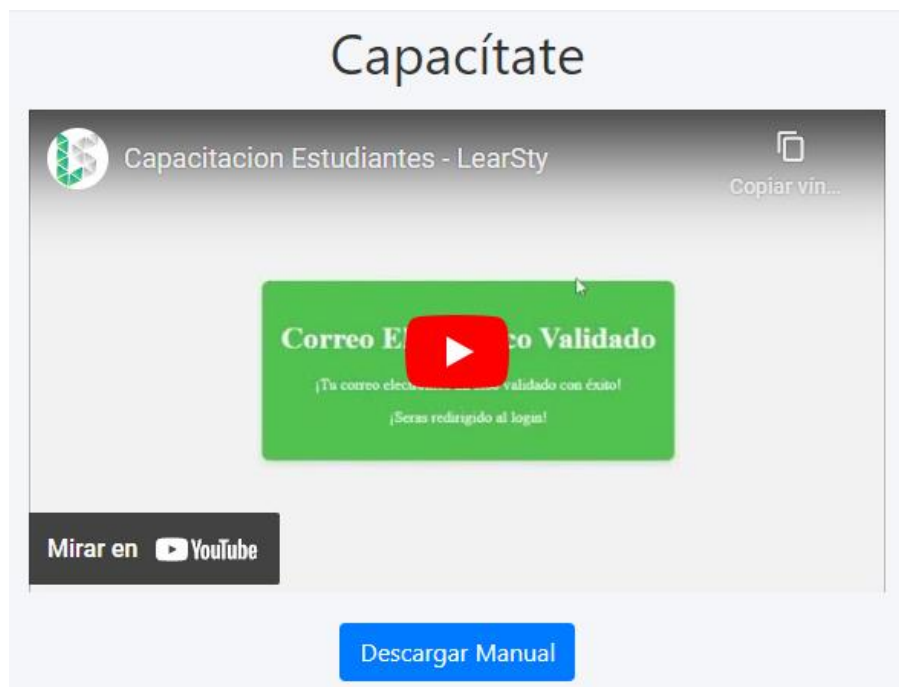 Capacítate
Capacitacion Estudiantes - LearSty
Copiar vín...
Correo El co Validado
¡Tu correo elec validado con éxito!
¡Seras redirigido al login!
Mirar en YouTube
Descargar Manual